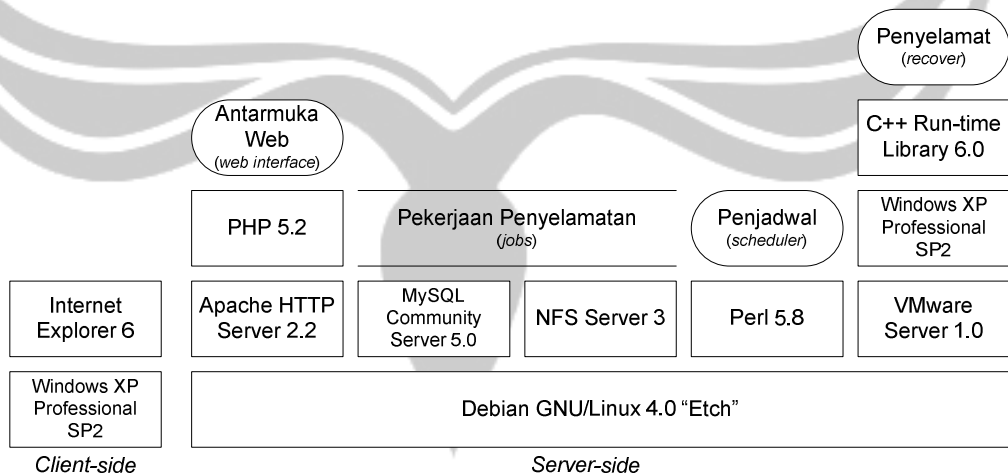 Penyelamat
(recover)
Antarmuka
Web
(web interface)
C++ Run-time
Library 6.0
PHP 5.2
Pekerjaan Penyelamatan
(jobs)
Penjadwal
(scheduler)
Windows XP
Professional
SP2
Internet
Explorer 6
Apache HTTP
Server 2.2
MySQL
Community
Server 5.0
NFS Server 3
Perl 5.8
VMware
Server 1.0
Windows XP
Professional
SP2
Debian GNU/Linux 4.0 “Etch”
Client-side
Server-side